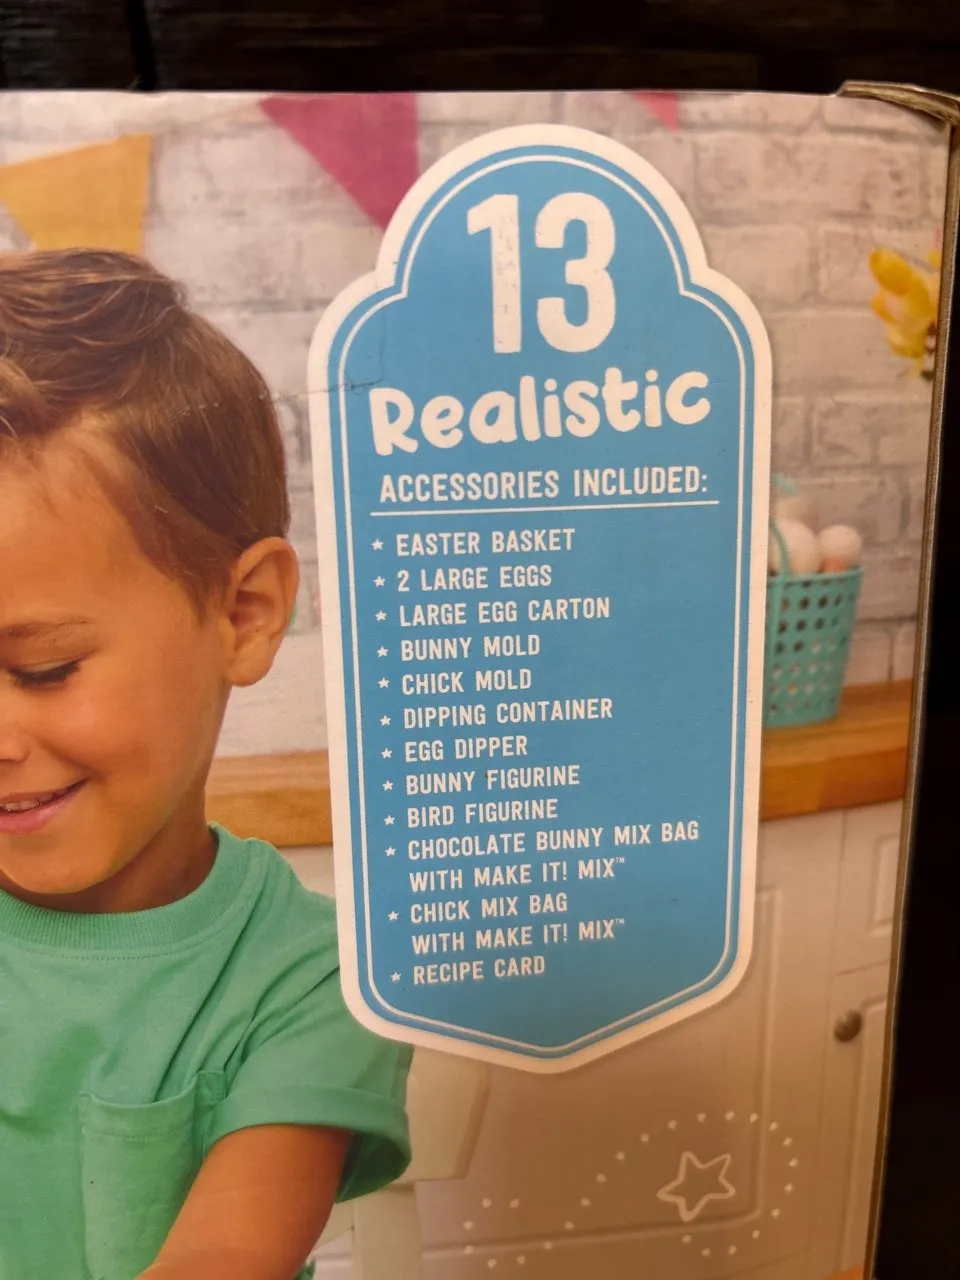 13
Realistic
ACCESSORIES INCLUDED:
★ EASTER BASKET
★ 2 LARGE EGGS
★ LARGE EGG CARTON
★ BUNNY MOLD
★ CHICK MOLD
★ DIPPING CONTAINER
★ EGG DIPPER
★ BUNNY FIGURINE
★ BIRD FIGURINE
★ CHOCOLATE BUNNY MIX BAG
WITH MAKE IT! MIX™
★ CHICK MIX BAG
WITH MAKE IT! MIX™
★ RECIPE CARD